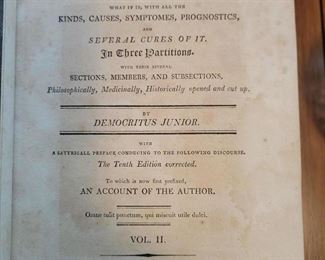 WHAT IT IS, WITH ALL THE
KINDS, CAUSES, SYMPTOMES, PROGNOSTICS,
AND
SEVERAL CURES OF IT.
In Three Partitions.
WITH THEIR SEVERAL
SECTIONS, MEMBERS, AND SUBSECTIONS,
Philosophically, Medicinally, Historically opened and cut up.
BY
DEMOCRITUS JUNIOR.
WITH
A SATYRICALL PREFACE CONDUCING TO THE FOLLOWING DISCOURSE.
The Tenth Edition corrected.
To which is now first prefixed,
AN ACCOUNT OF THE AUTHOR.
Omne tulit punctum, qui miscuit utile dulci.
VOL. II.